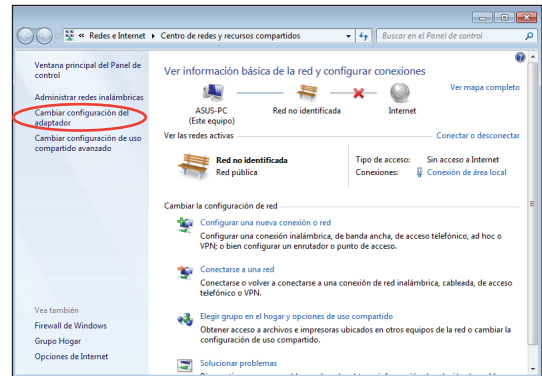 « Redes e Internet ▸ Centro de redes y recursos compartidos
Buscar en el Panel de control
Ventana principal del Panel de
control
Administrar redes inalámbricas
Cambiar configuración del
adaptador
Cambiar configuración de uso
compartido avanzado
Vea también
Firewall de Windows
Grupo Hogar
Opciones de Internet
Ver información básica de la red y configurar conexiones
Ver mapa completo
ASUS-PC
(Este equipo)
Red no identificada
Internet
Ver las redes activas
Conectar o desconectar
Red no identificada
Red pública
Tipo de acceso: Sin acceso a Internet
Conexiones: Conexión de área local
Cambiar la configuración de red
Configurar una nueva conexión o red
Configurar una conexión inalámbrica, de banda ancha, de acceso telefónico, ad hoc o
VPN; o bien configurar un enrutador o punto de acceso.
Conectarse a una red
Conectarse o volver a conectarse a una conexión de red inalámbrica, cableada, de acceso
telefónico o VPN.
Elegir grupo en el hogar y opciones de uso compartido
Obtener acceso a archivos e impresoras ubicados en otros equipos de la red o cambiar la
configuración de uso compartido.
Solucionar problemas